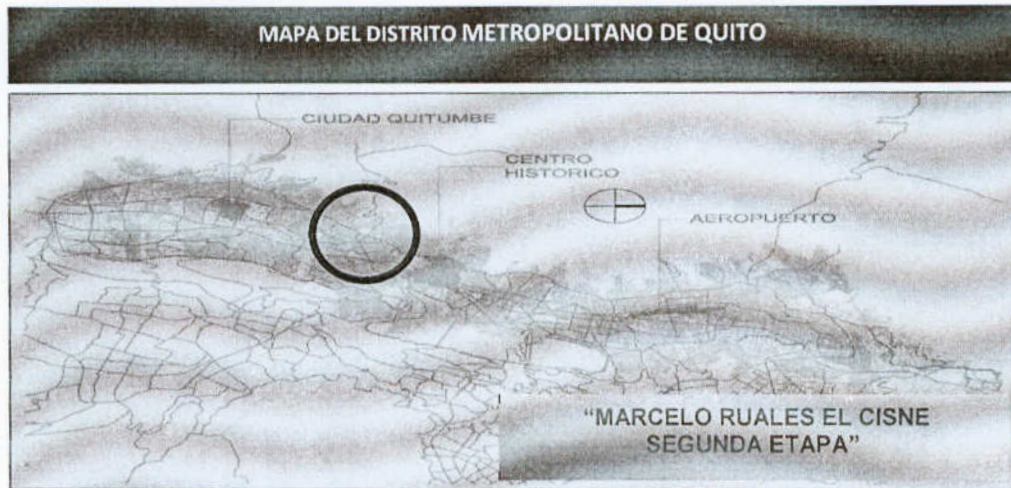 MAPA DEL DISTRITO METROPOLITANO DE QUITO
CIUDAD QUITUMBE
CENTRO
HISTORICO
AEROPUERTO
“MARCELO RUALES EL CISNE
SEGUNDA ETAPA”